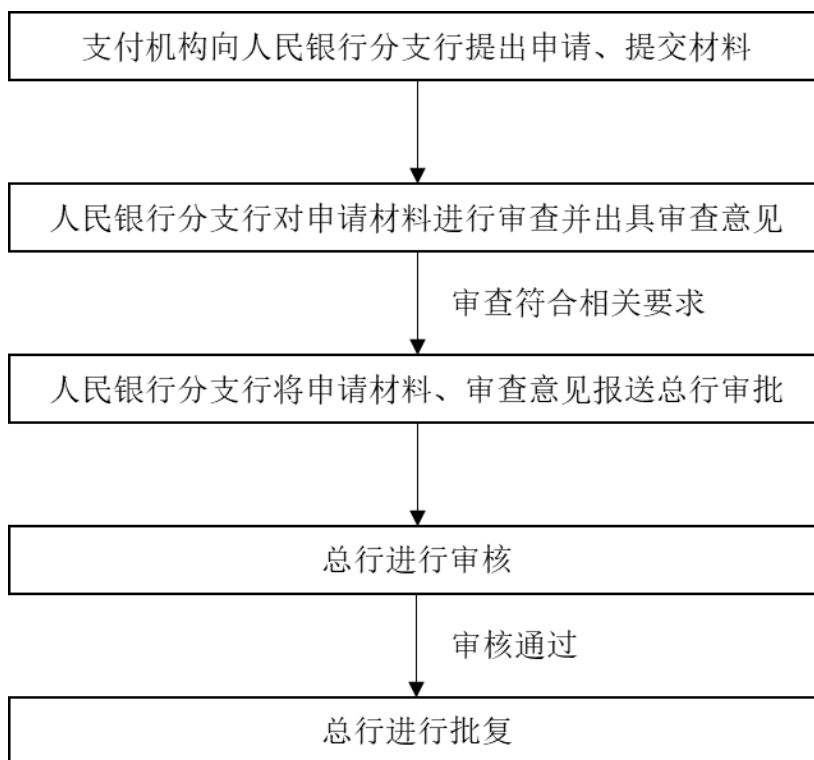 支付机构向人民银行分支行提出申请、提交材料
人民银行分支行对申请材料进行审查并出具审查意见
审查符合相关要求
人民银行分支行将申请材料、审查意见报送总行审批
总行进行审核
审核通过
总行进行批复